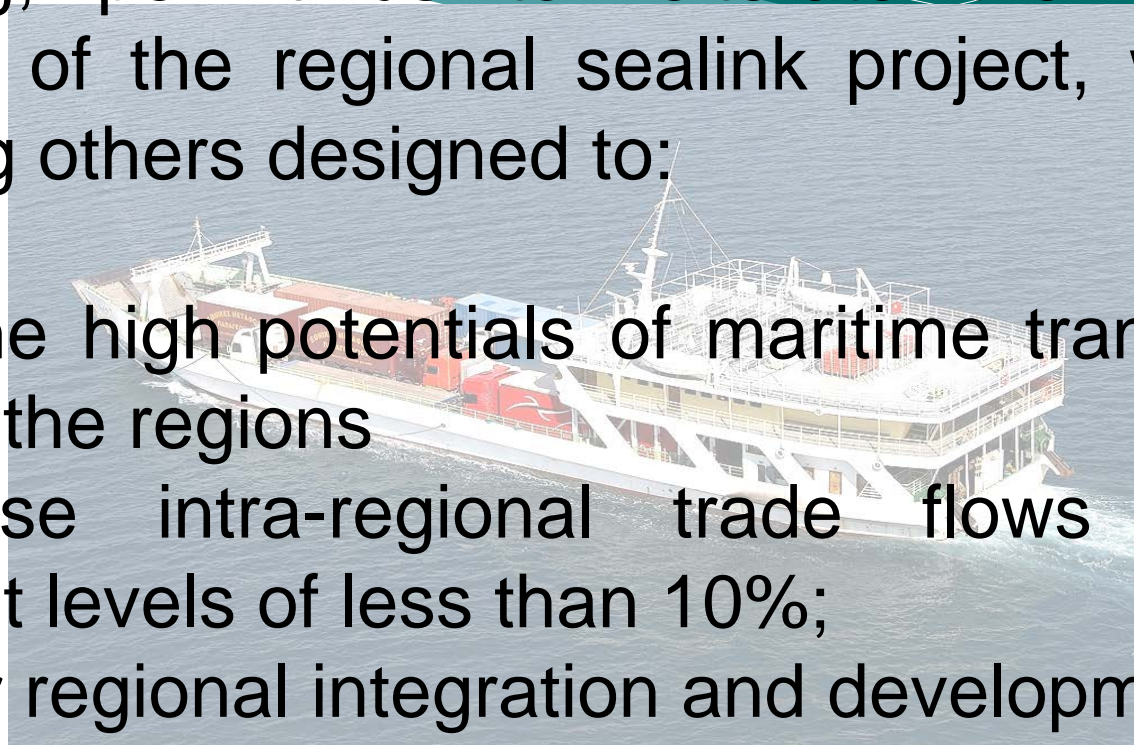 of the regional sealink project,
others designed to:
high potentials of maritime
the regions
intra-regional trade flows
levels of less than 10%;
regional integration and